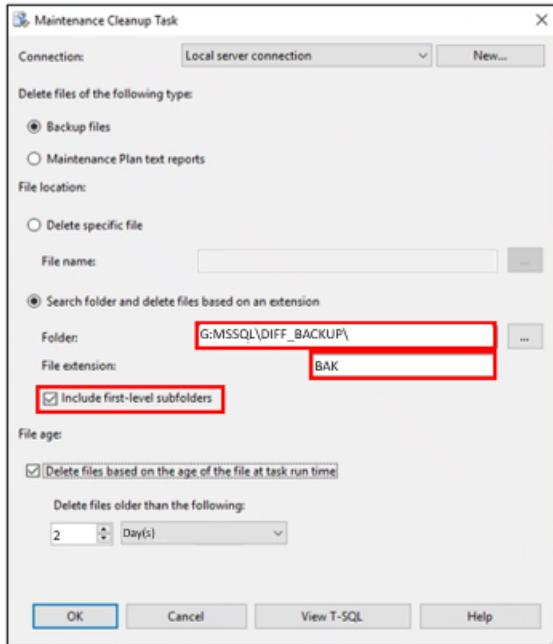 Maintenance Cleanup Task
Connection: Local server connection New...
Delete files of the following type:
Backup files
Maintenance Plan text reports
File location:
Delete specific file
File name: ...
Search folder and delete files based on an extension
Folder: G:MSSQL\DIFF_BACKUP\ ...
File extension: BAK
Include first-level subfolders
File age:
Delete files based on the age of the file at task run time
Delete files older than the following:
2 Day(s)
OK Cancel View T-SQL Help